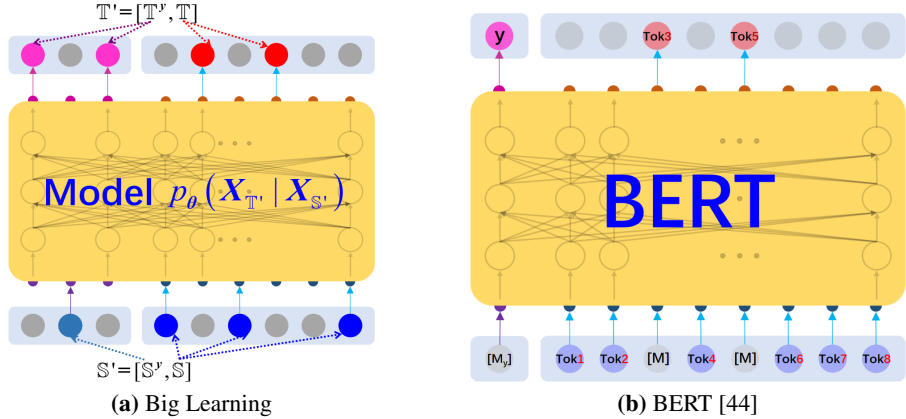 𝕋'=[𝕋ʸ,𝕋]
Model p_θ(X_𝕋' | X_𝕊')
𝕊'=[𝕊ʸ,𝕊]
(a) Big Learning
y Tok3 Tok5
BERT
[M_y] Tok1 Tok2 [M] Tok4 [M] Tok6 Tok7 Tok8
(b) BERT [44]